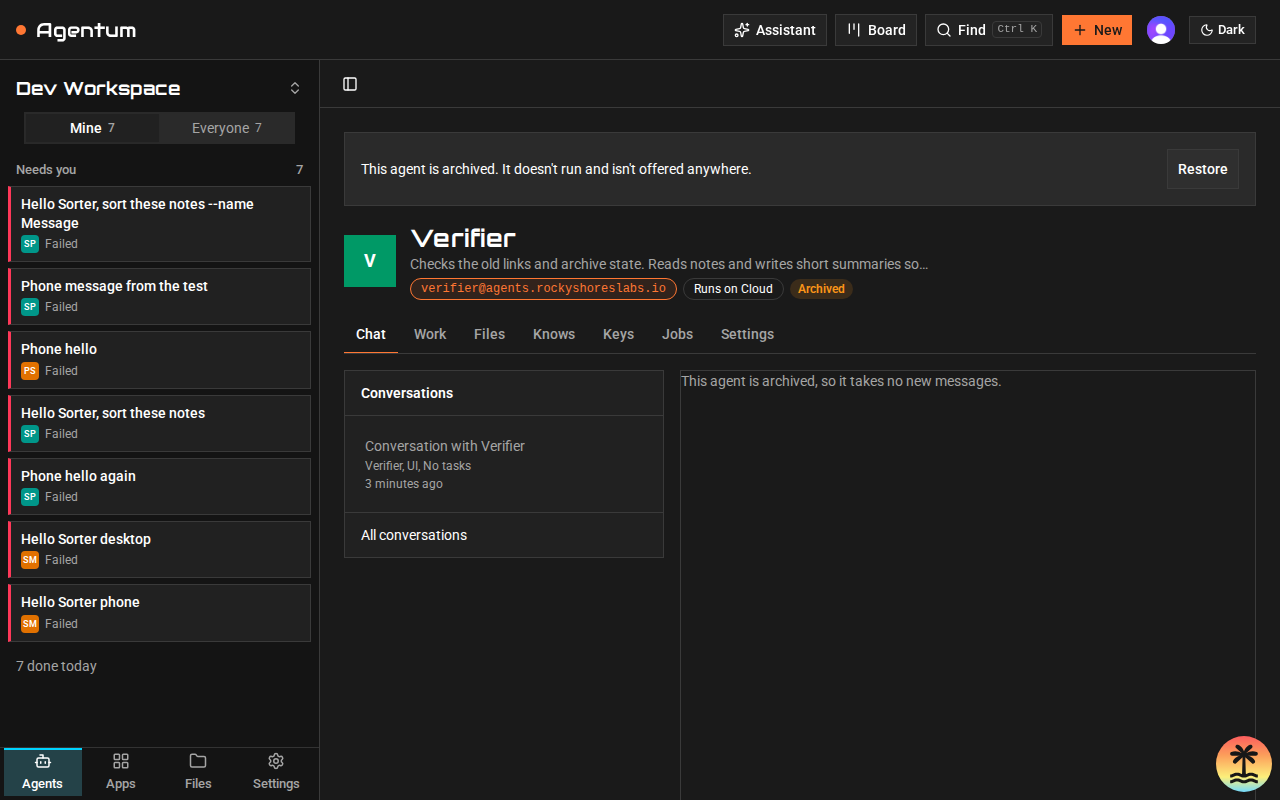 Agentum
Assistant
Board
Find Ctrl K
New
Dark
Dev Workspace
Mine 7
Everyone 7
Needs you 7
Hello Sorter, sort these notes --name
Message
SP Failed
Phone message from the test
SP Failed
Phone hello
PS Failed
Hello Sorter, sort these notes
SP Failed
Phone hello again
SP Failed
Hello Sorter desktop
SM Failed
Hello Sorter phone
SM Failed
7 done today
Agents
Apps
Files
Settings
This agent is archived. It doesn't run and isn't offered anywhere.
Restore
V
Verifier
Checks the old links and archive state. Reads notes and writes short summaries so…
verifier@agents.rockyshoreslabs.io
Runs on Cloud
Archived
Chat
Work
Files
Knows
Keys
Jobs
Settings
Conversations
Conversation with Verifier
Verifier, UI, No tasks
3 minutes ago
All conversations
This agent is archived, so it takes no new messages.